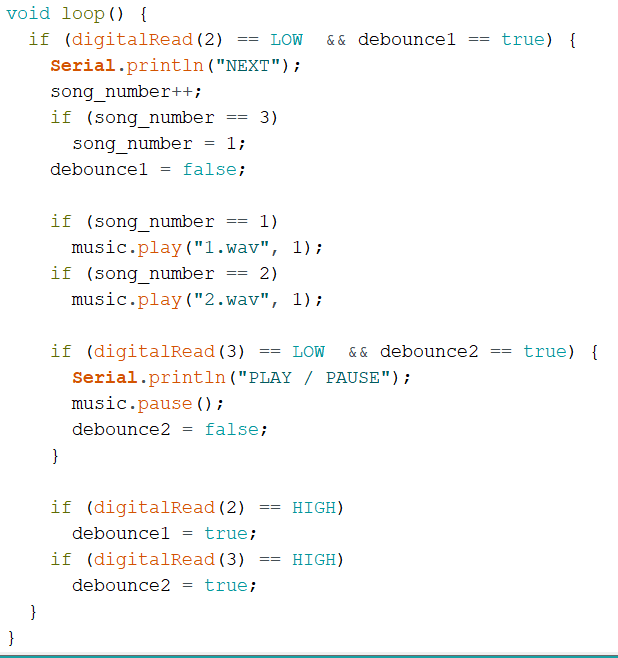 void loop() {
  if (digitalRead(2) == LOW  && debounce1 == true) {
    Serial.println("NEXT");
    song_number++;
    if (song_number == 3)
      song_number = 1;
    debounce1 = false;

    if (song_number == 1)
      music.play("1.wav", 1);
    if (song_number == 2)
      music.play("2.wav", 1);

    if (digitalRead(3) == LOW  && debounce2 == true) {
      Serial.println("PLAY / PAUSE");
      music.pause();
      debounce2 = false;
    }

    if (digitalRead(2) == HIGH)
      debounce1 = true;
    if (digitalRead(3) == HIGH)
      debounce2 = true;
  }
}